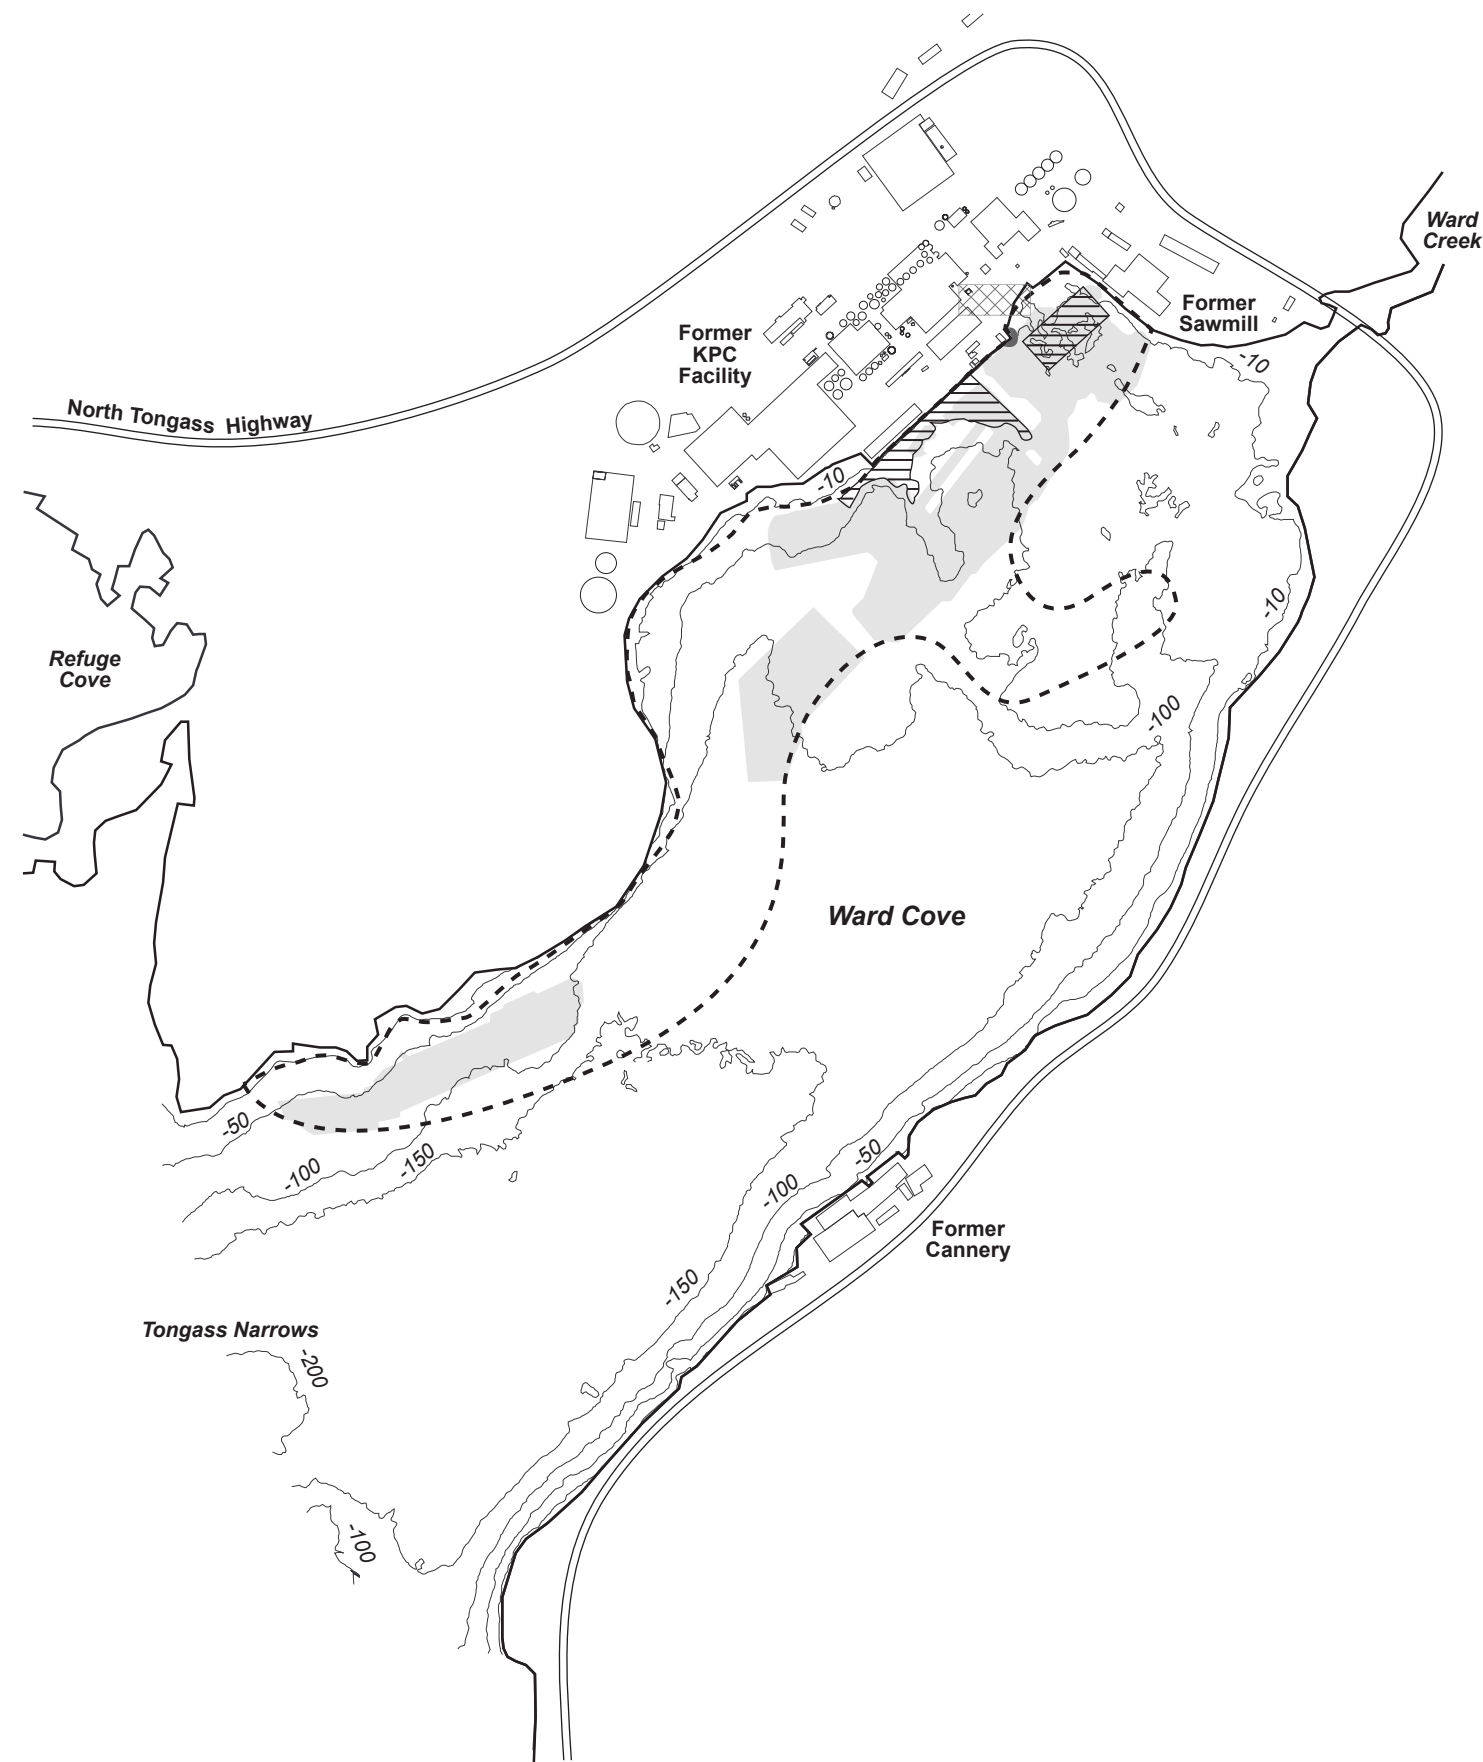 Ward
Creek
Former
Sawmill
Former
KPC
Facility
-10
North Tongass Highway
-10
-10
Refuge
Cove
-100
Ward Cove
-50
-100
-150
-50
-100
Former
Cannery
-150
Tongass Narrows
-200
-100